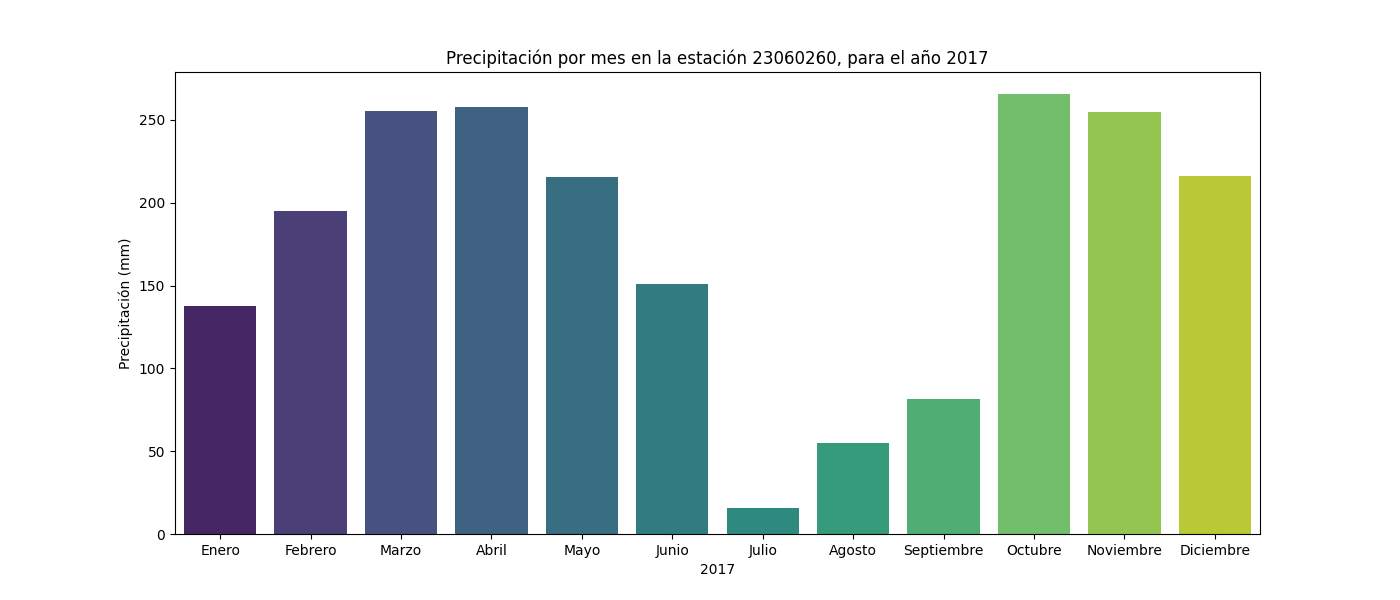 Precipitación por mes en la estación 23060260, para el año 2017
Precipitación (mm)
250
200
150
100
50
0
Enero Febrero Marzo Abril Mayo Junio Julio Agosto Septiembre Octubre Noviembre Diciembre
2017